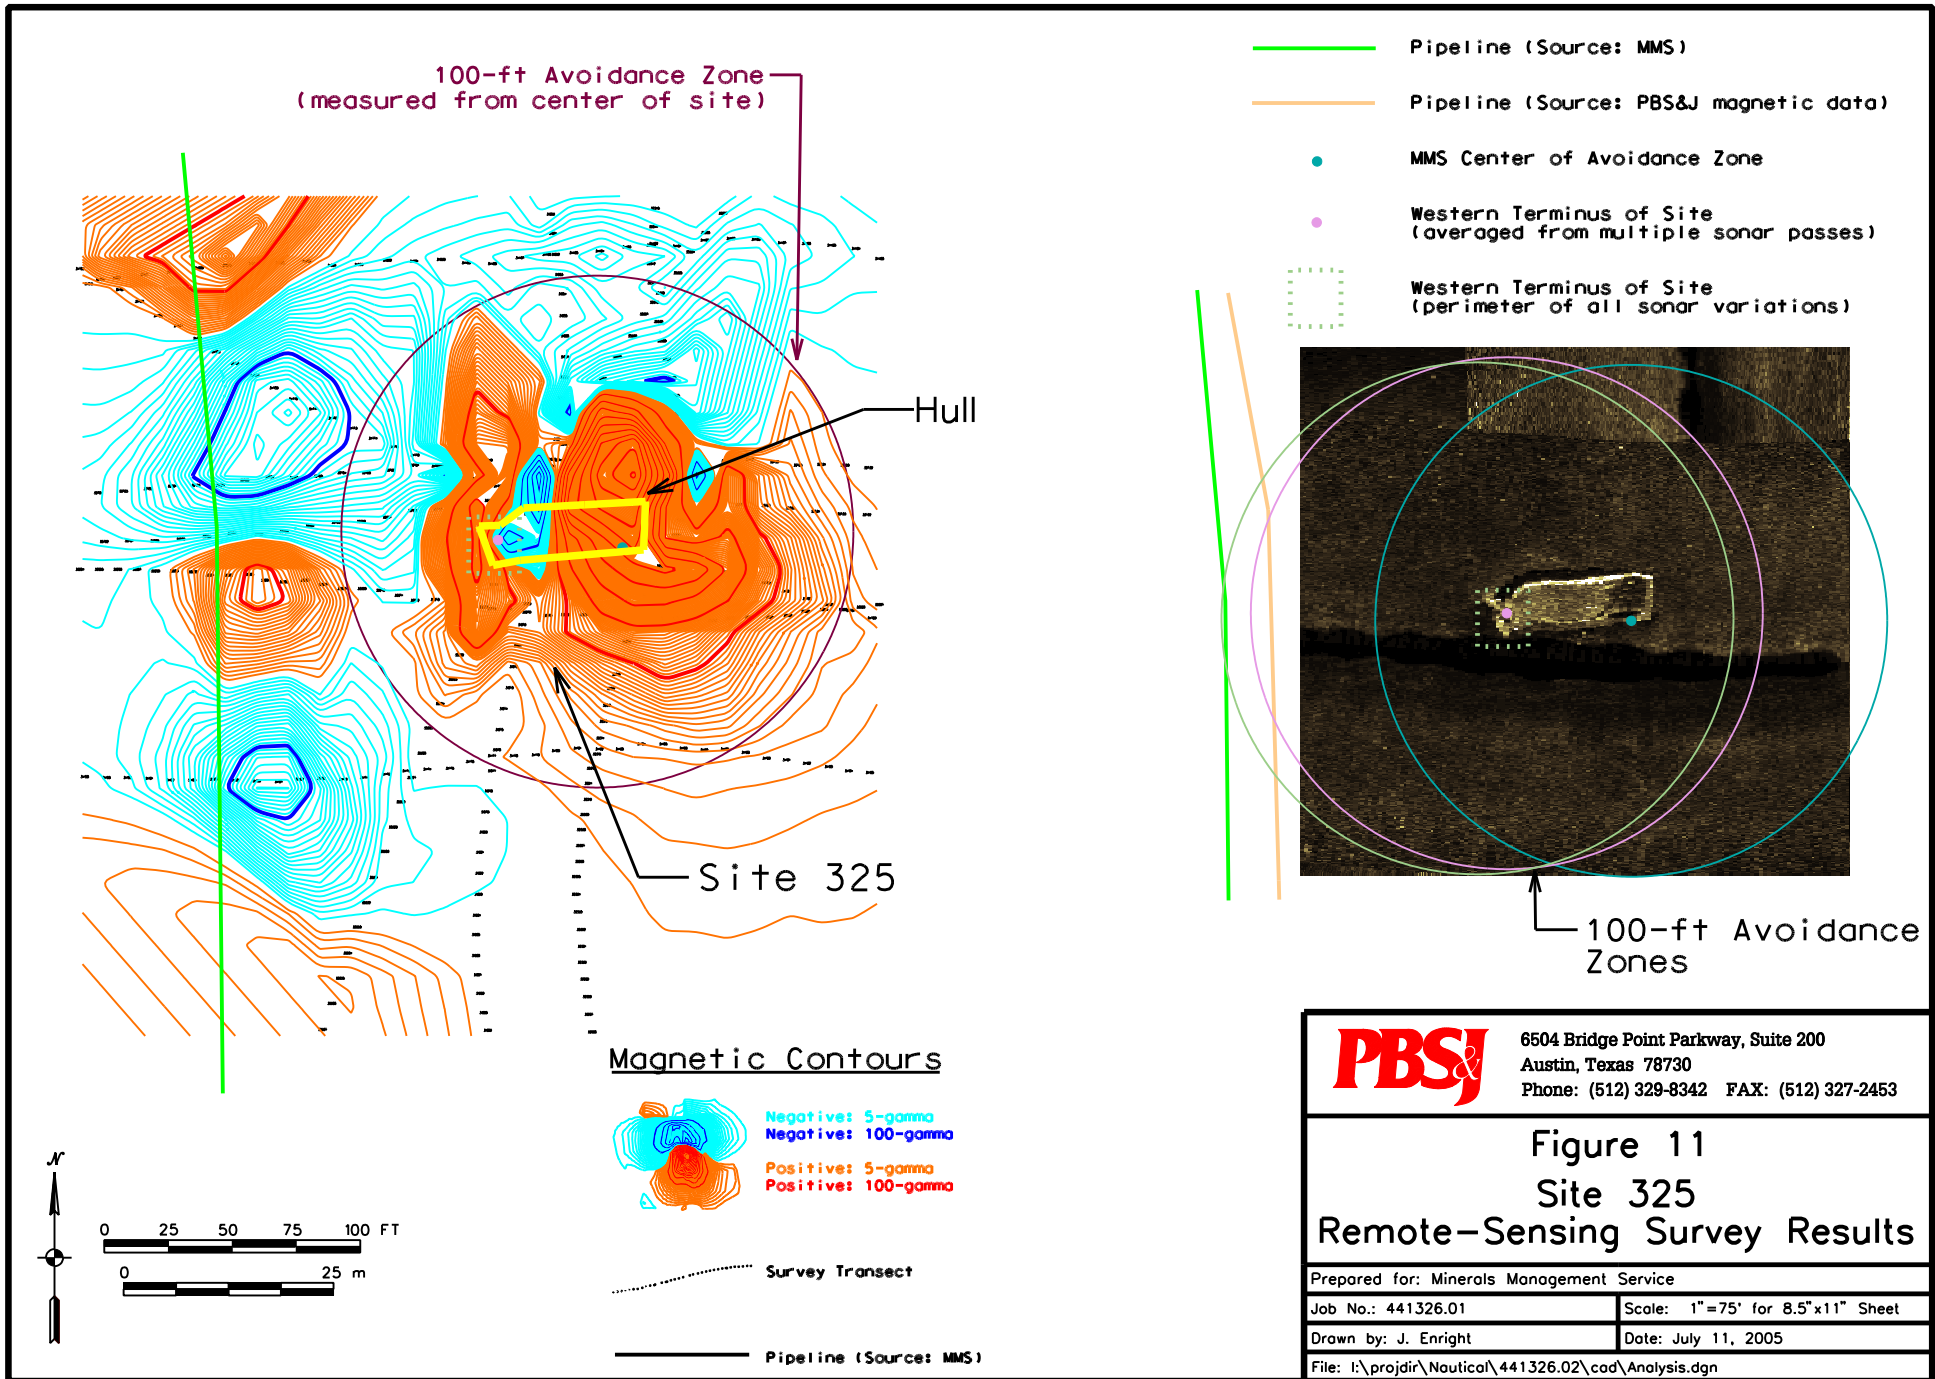 100-ft Avoidance Zone
(measured from center of site)
Hull
Site 325
Pipeline (Source: MMS)
Pipeline (Source: PBS&J magnetic data)
MMS Center of Avoidance Zone
Western Terminus of Site
(averaged from multiple sonar passes)
Western Terminus of Site
(perimeter of all sonar variations)
100-ft Avoidance
Zones
Magnetic Contours
Negative: 5-gamma
Negative: 100-gamma
Positive: 5-gamma
Positive: 100-gamma
Survey Transect
Pipeline (Source: MMS)
N
0 25 50 75 100 FT
0 25 m
PBS&J
6504 Bridge Point Parkway, Suite 200
Austin, Texas 78730
Phone: (512) 329-8342 FAX: (512) 327-2453
Figure 11
Site 325
Remote-Sensing Survey Results
Prepared for: Minerals Management Service
Job No.: 441326.01
Scale: 1"=75' for 8.5"x11" Sheet
Drawn by: J. Enright
Date: July 11, 2005
File: I:\projdir\Nautical\441326.02\cad\Analysis.dgn